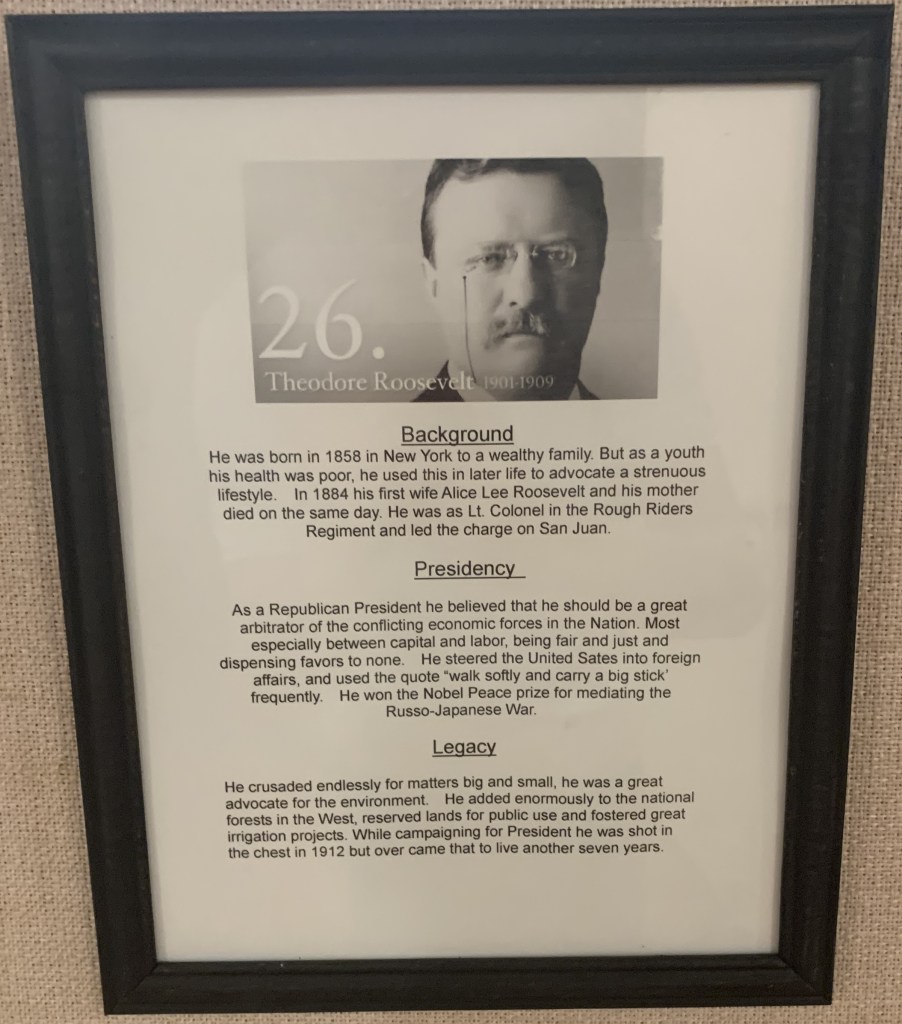 26.
Theodore Roosevelt 1901-1909
Background
He was born in 1858 in New York to a wealthy family. But as a youth
his health was poor, he used this in later life to advocate a strenuous
lifestyle. In 1884 his first wife Alice Lee Roosevelt and his mother
died on the same day. He was as Lt. Colonel in the Rough Riders
Regiment and led the charge on San Juan.
Presidency
As a Republican President he believed that he should be a great
arbitrator of the conflicting economic forces in the Nation. Most
especially between capital and labor, being fair and just and
dispensing favors to none. He steered the United Sates into foreign
affairs, and used the quote “walk softly and carry a big stick’
frequently. He won the Nobel Peace prize for mediating the
Russo-Japanese War.
Legacy
He crusaded endlessly for matters big and small, he was a great
advocate for the environment. He added enormously to the national
forests in the West, reserved lands for public use and fostered great
irrigation projects. While campaigning for President he was shot in
the chest in 1912 but over came that to live another seven years.